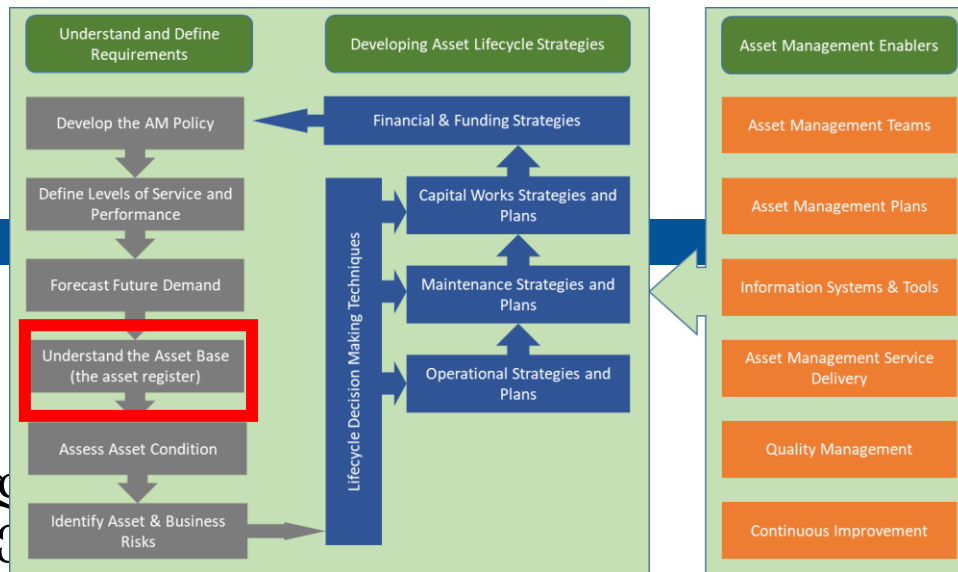 Understand and Define
Requirements
Develop the AM Policy
Define Levels of Service and
Performance
Forecast Future Demand
Understand the Asset Base
(the asset register)
Assess Asset Condition
Identify Asset & Business
Risks
Developing Asset Lifecycle Strategies
Financial & Funding Strategies
Lifecycle Decision Making Techniques
Capital Works Strategies and
Plans
Maintenance Strategies and
Plans
Operational Strategies and
Plans
Asset Management Enablers
Asset Management Teams
Asset Management Plans
Information Systems & Tools
Asset Management Service
Delivery
Quality Management
Continuous Improvement